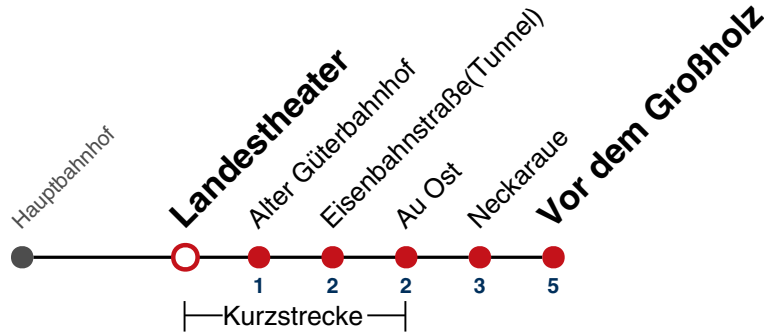 Hauptbahnhof
Landestheater
Alter Güterbahnhof
Eisenbahnstraße(Tunnel)
Au Ost
Neckaraue
Vor dem Großholz
1 2 2 3 5
Kurzstrecke